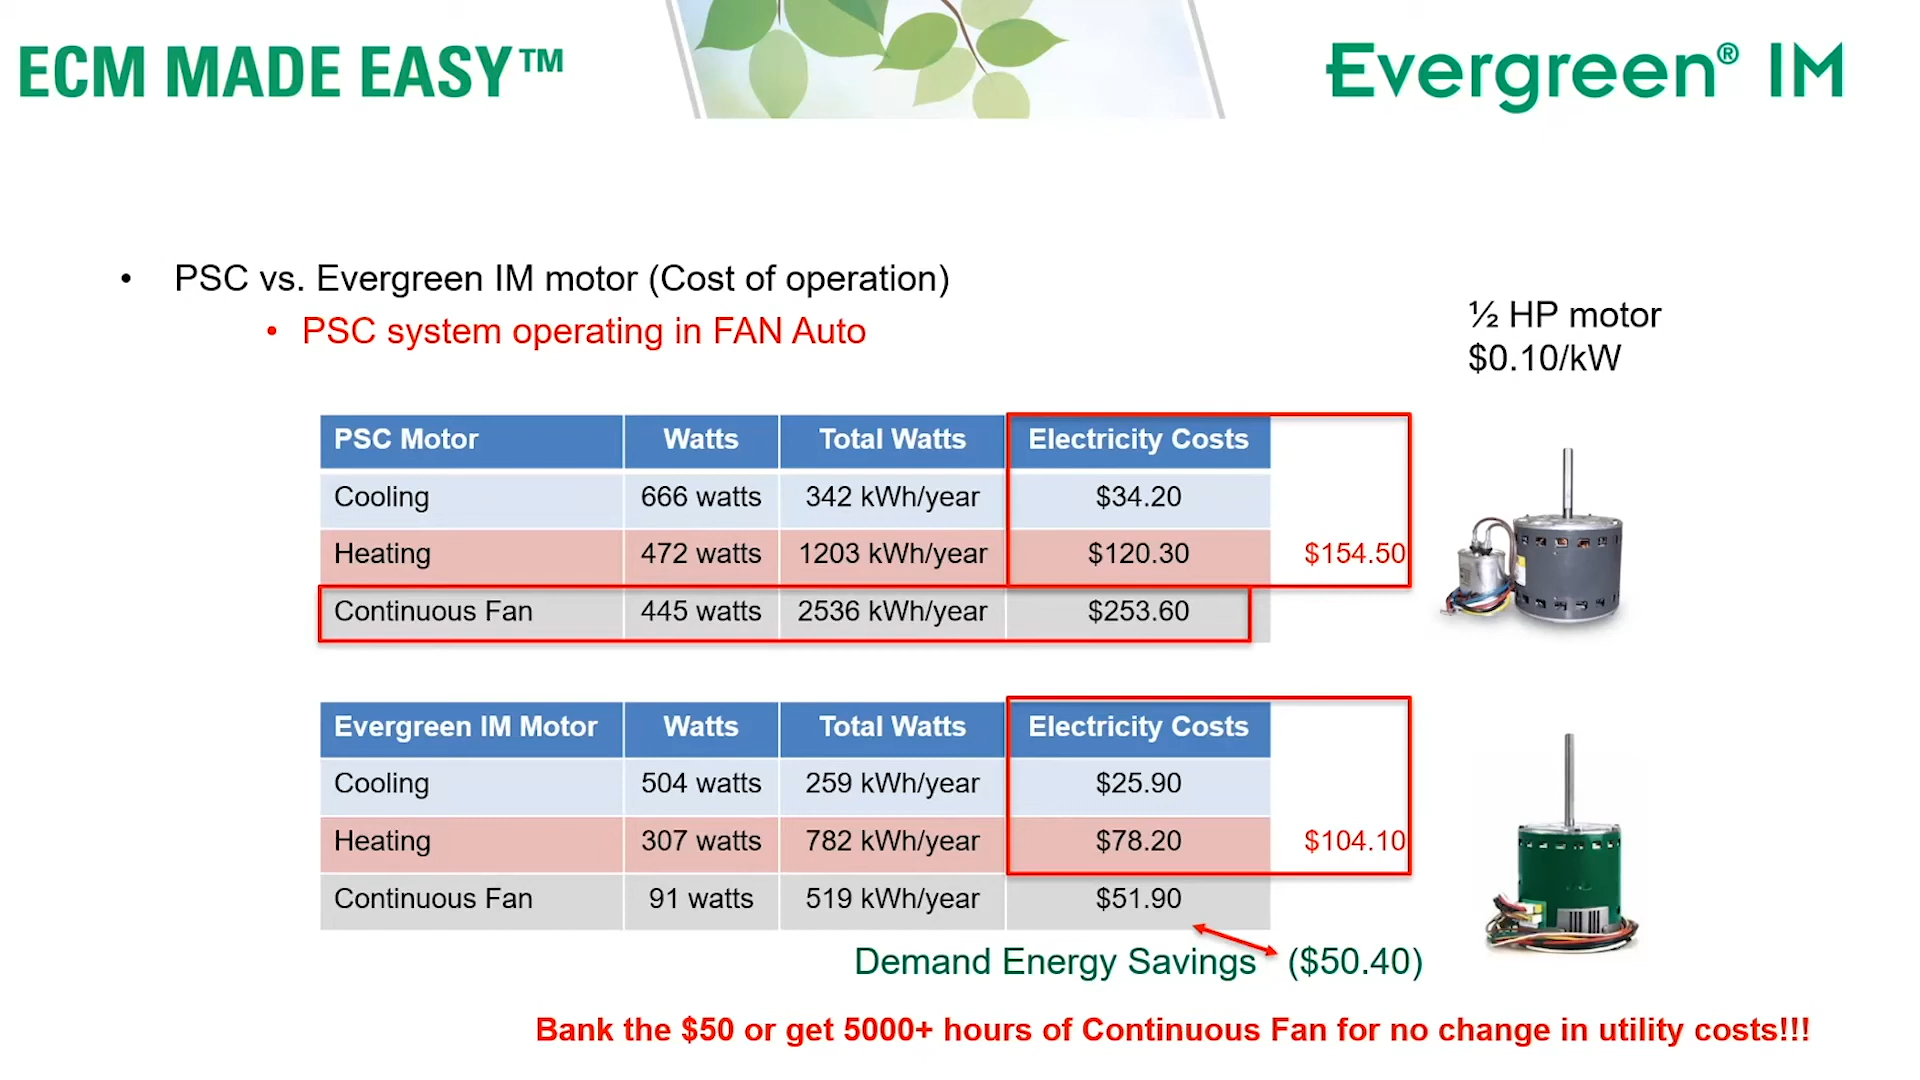 ECM MADE EASY™
Evergreen® IM
• PSC vs. Evergreen IM motor (Cost of operation)
• PSC system operating in FAN Auto
½ HP motor
$0.10/kW
PSC Motor Watts Total Watts Electricity Costs
Cooling 666 watts 342 kWh/year $34.20
Heating 472 watts 1203 kWh/year $120.30 $154.50
Continuous Fan 445 watts 2536 kWh/year $253.60
Evergreen IM Motor Watts Total Watts Electricity Costs
Cooling 504 watts 259 kWh/year $25.90
Heating 307 watts 782 kWh/year $78.20 $104.10
Continuous Fan 91 watts 519 kWh/year $51.90
Demand Energy Savings ($50.40)
Bank the $50 or get 5000+ hours of Continuous Fan for no change in utility costs!!!